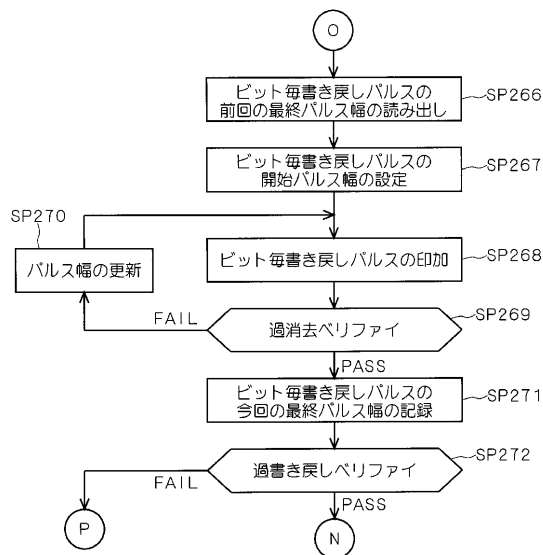 O
ビット毎書き戻しパルスの
前回の最終パルス幅の読み出し
SP266
ビット毎書き戻しパルスの
開始パルス幅の設定
SP267
SP270
パルス幅の更新
ビット毎書き戻しパルスの印加
SP268
FAIL
過消去ベリファイ
SP269
PASS
ビット毎書き戻しパルスの
今回の最終パルス幅の記録
SP271
過書き戻しベリファイ
SP272
FAIL
PASS
P
N